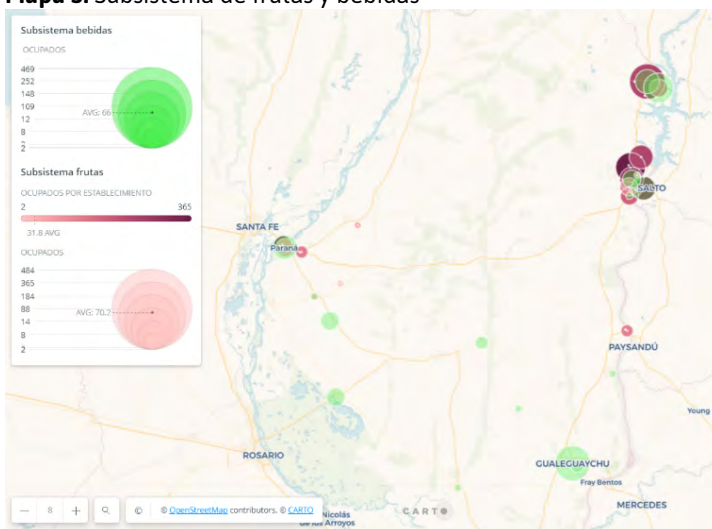 Mapa 3. Subsistema de frutas y bebidas
Subsistema bebidas
OCUPADOS
469
252
148
109
12
8
2
AVG: 66
Subsistema frutas
OCUPADOS POR ESTABLECIMIENTO
2 365
31.8 AVG
OCUPADOS
484
365
184
88
14
8
2
AVG: 70.2
SANTA FE
Paraná
SALTO
PAYSANDÚ
Young
ROSARIO
GUALEGUAYCHU
Fray Bentos
MERCEDES
Nicolás
de los Arroyos
CARTO
8
© OpenStreetMap contributors, © CARTO